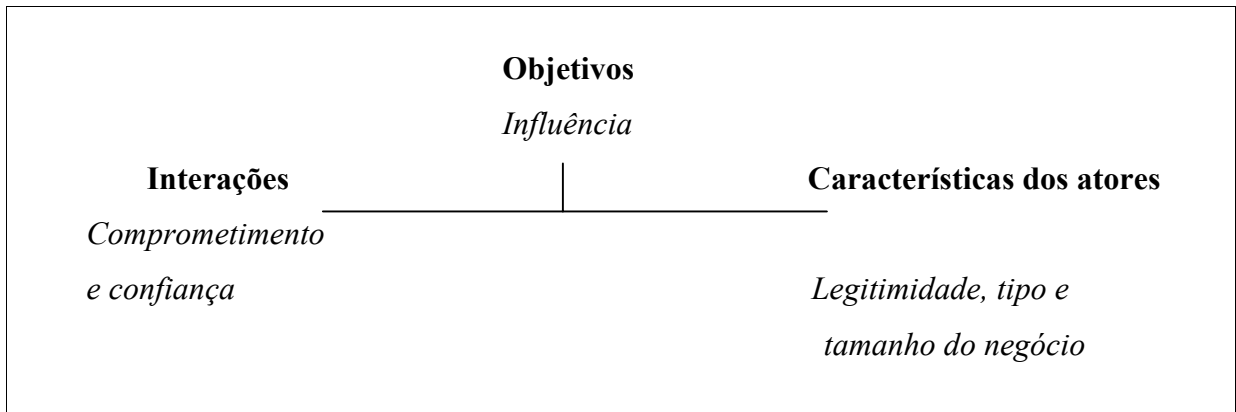 Objetivos
Influência
Interações
Características dos atores
Comprometimento
e confiança
Legitimidade, tipo e
tamanho do negócio